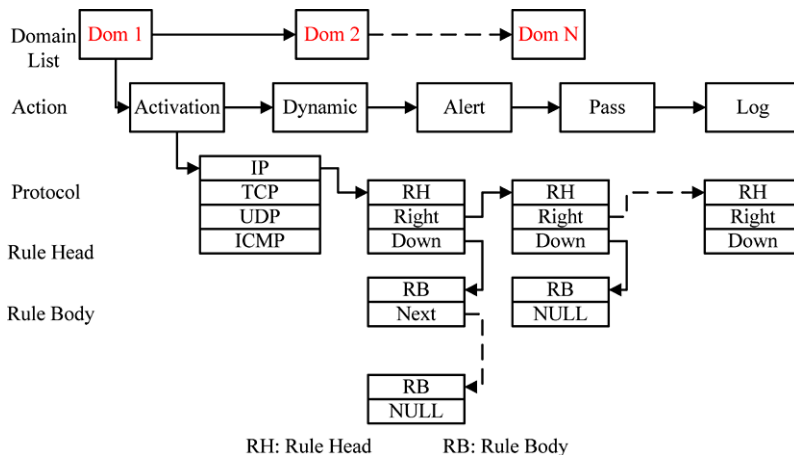 Domain List
Dom 1
Dom 2
Dom N
Action
Activation
Dynamic
Alert
Pass
Log
Protocol
IP
TCP
UDP
ICMP
RH
Right
Down
RH
Right
Down
RH
Right
Down
Rule Head
RB
Next
RB
NULL
Rule Body
RB
NULL
RH: Rule Head
RB: Rule Body